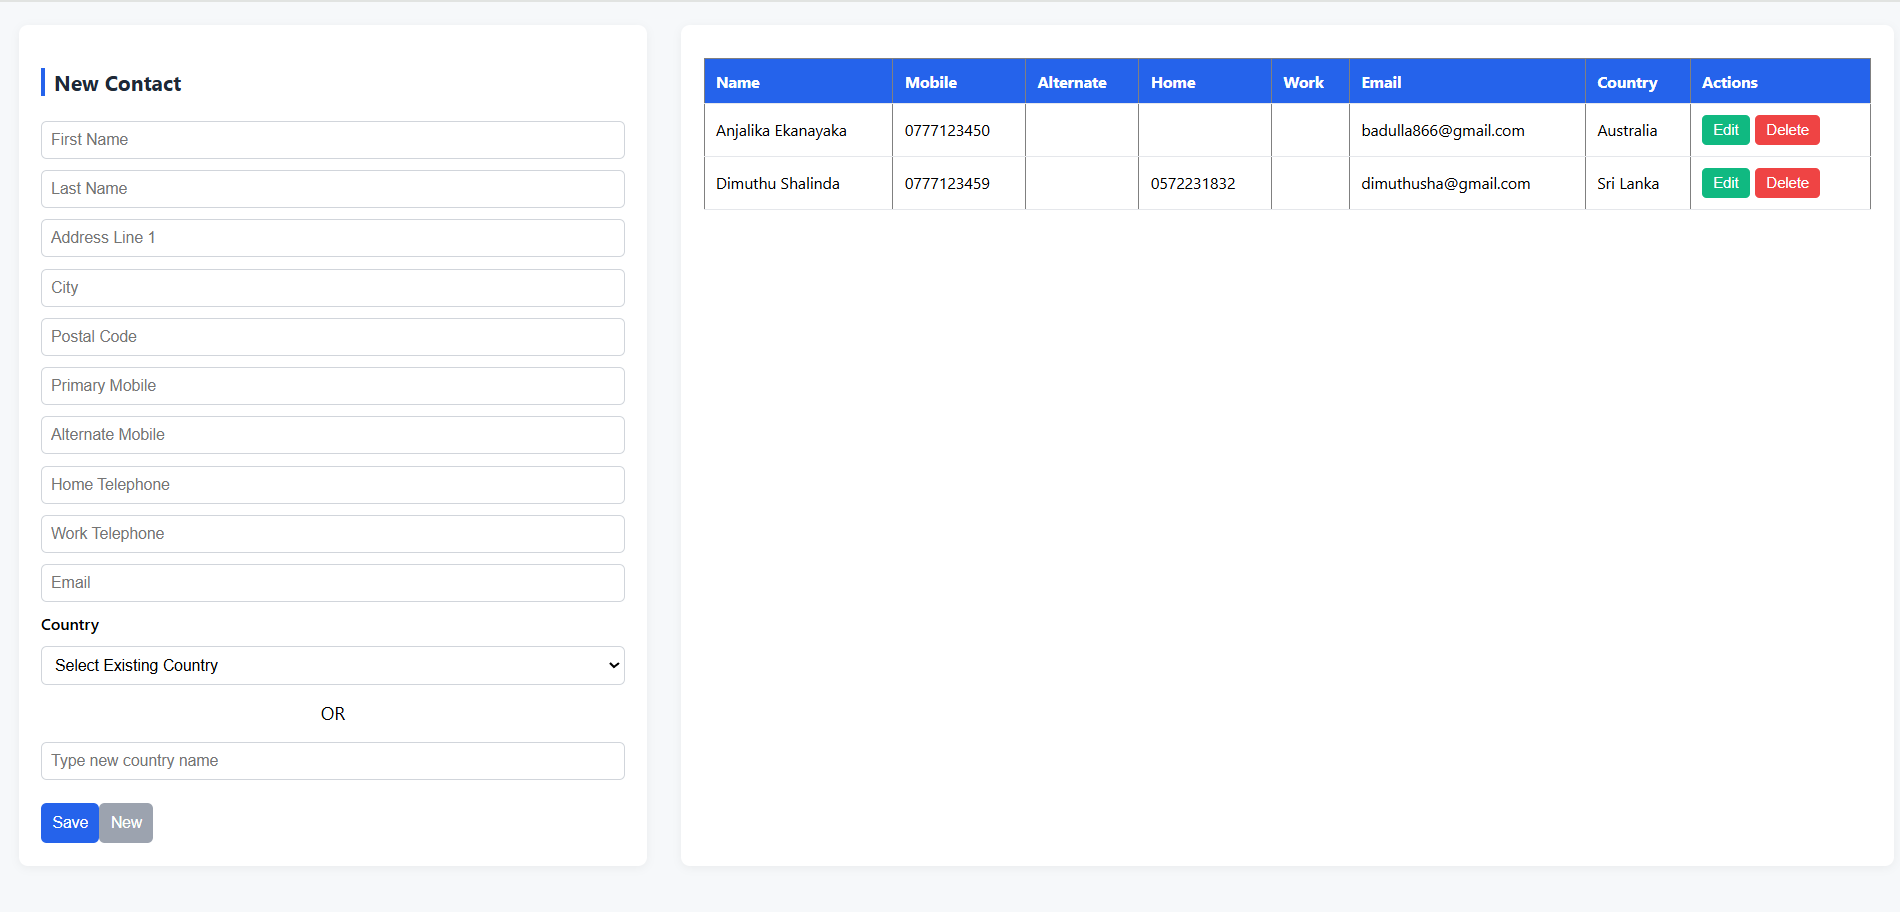 New Contact
First Name
Last Name
Address Line 1
City
Postal Code
Primary Mobile
Alternate Mobile
Home Telephone
Work Telephone
Email
Country
Select Existing Country
OR
Type new country name
Save New
Name Mobile Alternate Home Work Email Country Actions
Anjalika Ekanayaka 0777123450 badulla866@gmail.com Australia Edit Delete
Dimuthu Shalinda 0777123459 0572231832 dimuthusha@gmail.com Sri Lanka Edit Delete